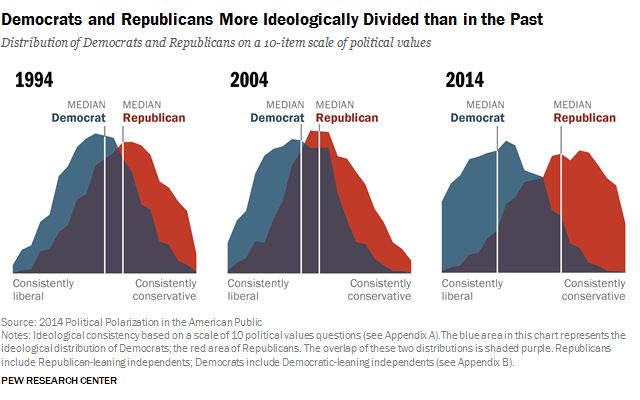 Democrats and Republicans More Ideologically Divided than in the Past
Distribution of Democrats and Republicans on a 10-item scale of political values
1994
MEDIAN
Democrat
MEDIAN
Republican
Consistently
liberal
Consistently
conservative
2004
MEDIAN
Democrat
MEDIAN
Republican
Consistently
liberal
Consistently
conservative
2014
MEDIAN
Democrat
MEDIAN
Republican
Consistently
liberal
Consistently
conservative
Source: 2014 Political Polarization in the American Public
Notes: Ideological consistency based on a scale of 10 political values questions (see Appendix A).The blue area in this chart represents the
ideological distribution of Democrats; the red area of Republicans. The overlap of these two distributions is shaded purple. Republicans
include Republican-leaning independents; Democrats include Democratic-leaning independents (see Appendix B).
PEW RESEARCH CENTER